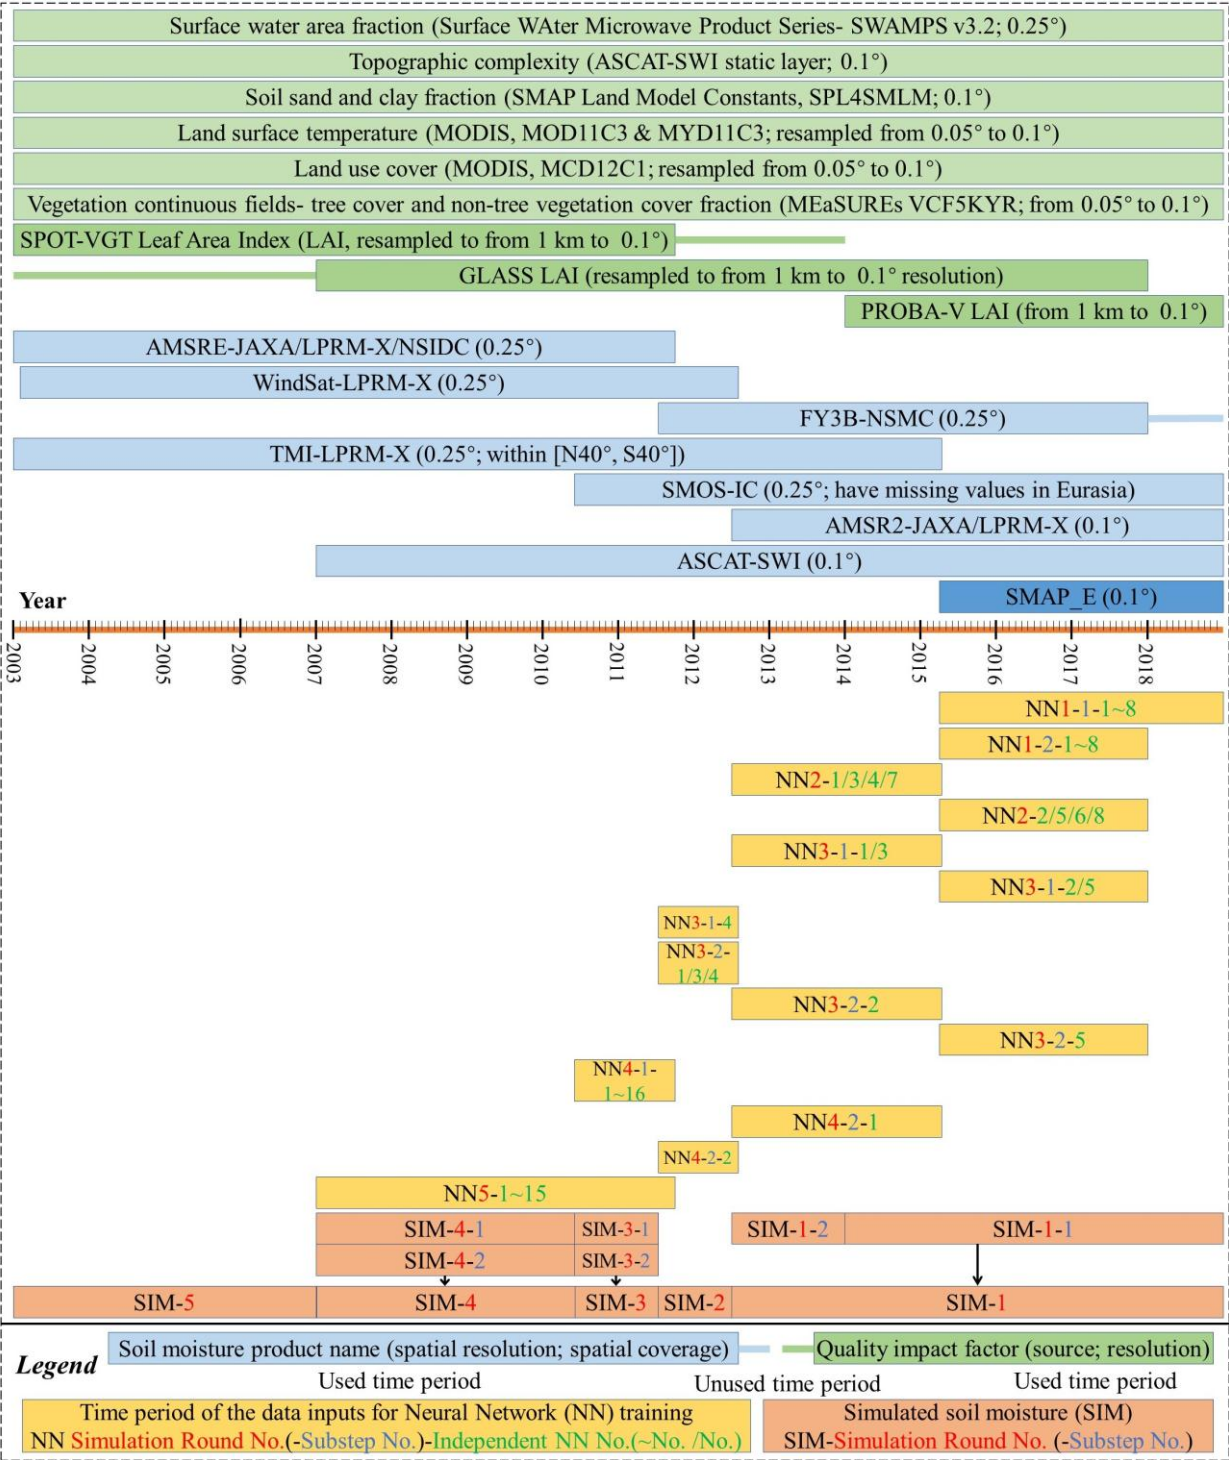 Surface water area fraction (Surface WAter Microwave Product Series- SWAMPS v3.2; 0.25°)
Topographic complexity (ASCAT-SWI static layer; 0.1°)
Soil sand and clay fraction (SMAP Land Model Constants, SPL4SMLM; 0.1°)
Land surface temperature (MODIS, MOD11C3 & MYD11C3; resampled from 0.05° to 0.1°)
Land use cover (MODIS, MCD12C1; resampled from 0.05° to 0.1°)
Vegetation continuous fields- tree cover and non-tree vegetation cover fraction (MEaSUREs VCF5KYR; from 0.05° to 0.1°)
SPOT-VGT Leaf Area Index (LAI, resampled to from 1 km to 0.1°)
GLASS LAI (resampled to from 1 km to 0.1° resolution)
PROBA-V LAI (from 1 km to 0.1°)
AMSRE-JAXA/LPRM-X/NSIDC (0.25°)
WindSat-LPRM-X (0.25°)
FY3B-NSMC (0.25°)
TMI-LPRM-X (0.25°; within [N40°, S40°])
SMOS-IC (0.25°; have missing values in Eurasia)
AMSR2-JAXA/LPRM-X (0.1°)
ASCAT-SWI (0.1°)
SMAP_E (0.1°)
Year
2003 2004 2005 2006 2007 2008 2009 2010 2011 2012 2013 2014 2015 2016 2017 2018
NN1-1-1~8
NN1-2-1~8
NN2-1/3/4/7
NN2-2/5/6/8
NN3-1-1/3
NN3-1-2/5
NN3-1-4
NN3-2-
1/3/4
NN3-2-2
NN3-2-5
NN4-1-
1~16
NN4-2-1
NN4-2-2
NN5-1~15
SIM-4-1 SIM-3-1 SIM-1-2 SIM-1-1
SIM-4-2 SIM-3-2
SIM-5 SIM-4 SIM-3 SIM-2 SIM-1
Legend
Soil moisture product name (spatial resolution; spatial coverage)
Quality impact factor (source; resolution)
Used time period Unused time period Used time period
Time period of the data inputs for Neural Network (NN) training
NN Simulation Round No.(-Substep No.)-Independent NN No.(~No. /No.)
Simulated soil moisture (SIM)
SIM-Simulation Round No. (-Substep No.)